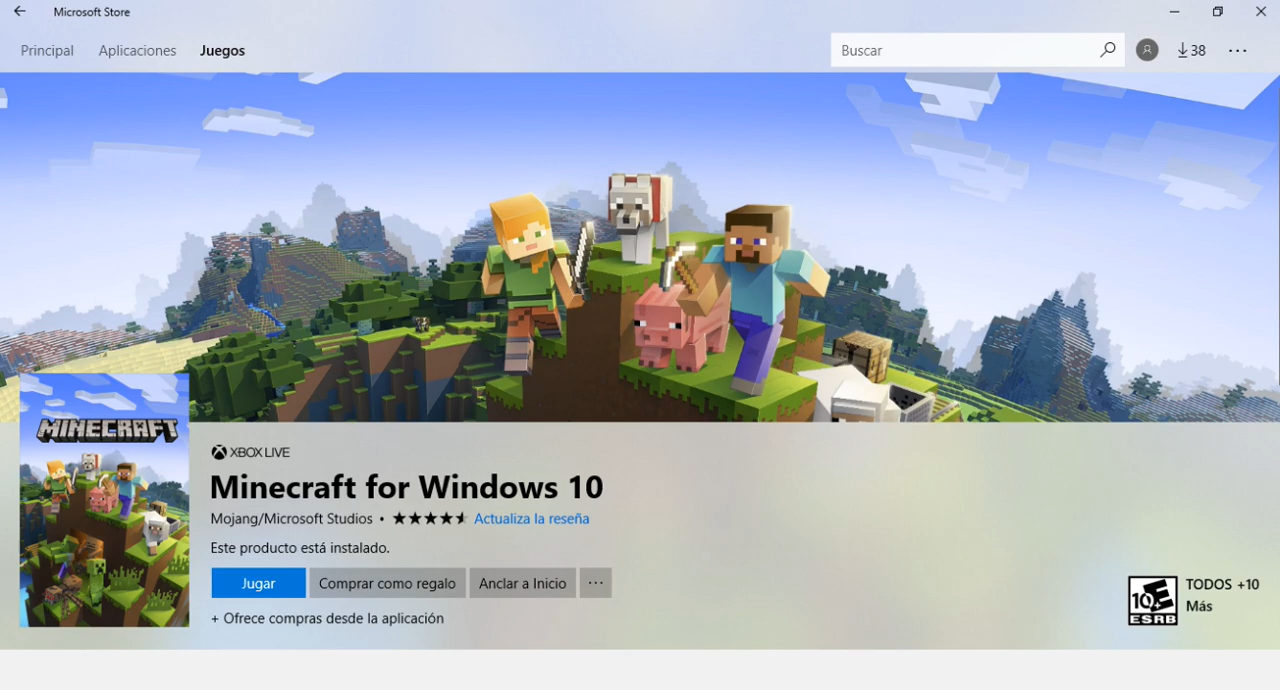 Microsoft Store
Principal Aplicaciones Juegos Buscar 38
MINECRAFT
XBOX LIVE
Minecraft for Windows 10
Mojang/Microsoft Studios • ★★★★ Actualiza la reseña
Este producto está instalado.
Jugar Comprar como regalo Anclar a Inicio ...
+ Ofrece compras desde la aplicación
10+ E
ESRB
TODOS +10
Más